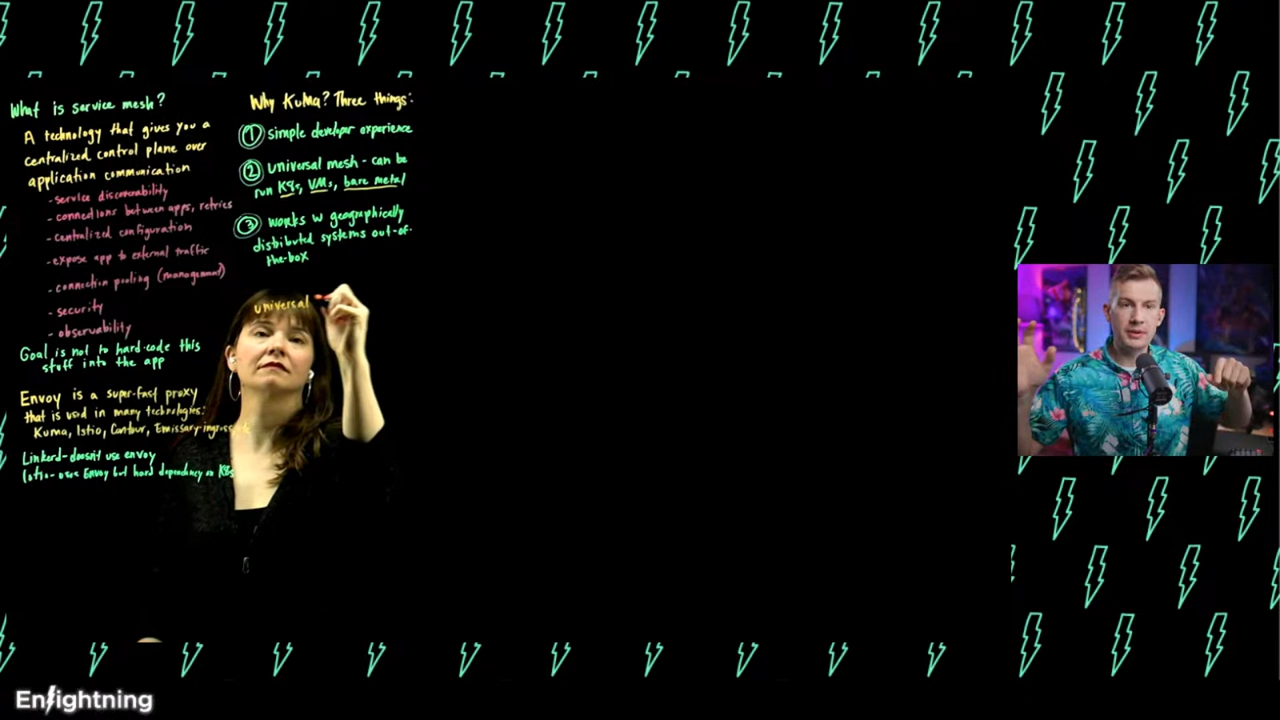 What is service mesh?
A technology that gives you a
centralized control plane over
application communication
- service discoverability
- connections between apps, retries
- centralized configuration
- expose app to external traffic
- connection pooling (management)
- security
- observability
Goal is not to hard-code this
stuff into the app
Envoy is a super-fast proxy
that is used in many technologies:
Kuma, Istio, Contour, Emissary-ingress
Linkerd - doesn't use envoy
Istio - uses Envoy but hard dependency on K8s
Why Kuma? Three things:
1 simple developer experience
2 universal mesh - can be
run K8s, VMs, bare metal
3 works w geographically
distributed systems out-of-
the-box
universal
Enlightning